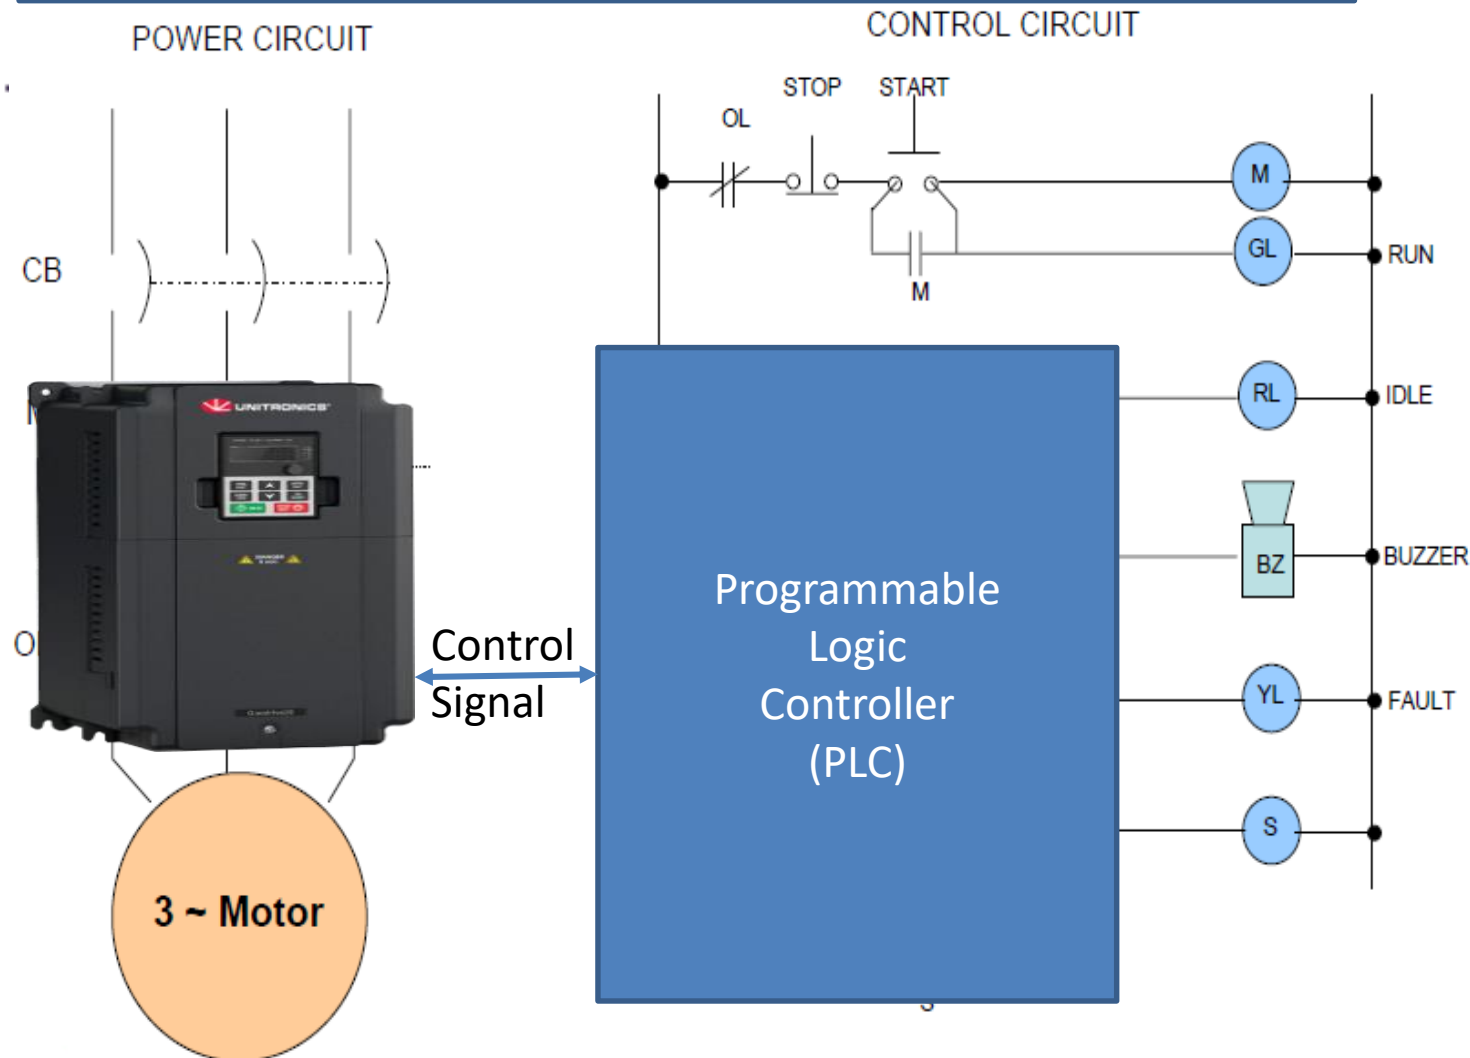 POWER CIRCUIT
CONTROL CIRCUIT
STOP
START
OL
M
GL
RUN
M
CB
RL
IDLE
UNITRONICS
BZ
BUZZER
Programmable
Logic
Controller
(PLC)
Control
Signal
YL
FAULT
S
3 ~ Motor